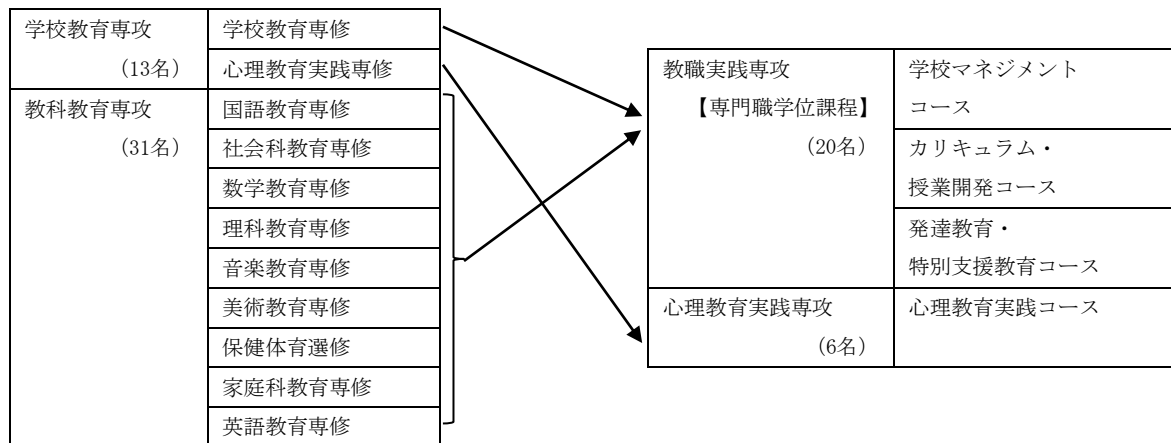 学校教育専攻
(13名)
学校教育専修
心理教育実践専修
教科教育専攻
(31名)
国語教育専修
社会科教育専修
数学教育専修
理科教育専修
音楽教育専修
美術教育専修
保健体育選修
家庭科教育専修
英語教育専修
教職実践専攻
【専門職学位課程】
(20名)
学校マネジメント
コース
カリキュラム・
授業開発コース
発達教育・
特別支援教育コース
心理教育実践専攻
(6名)
心理教育実践コース